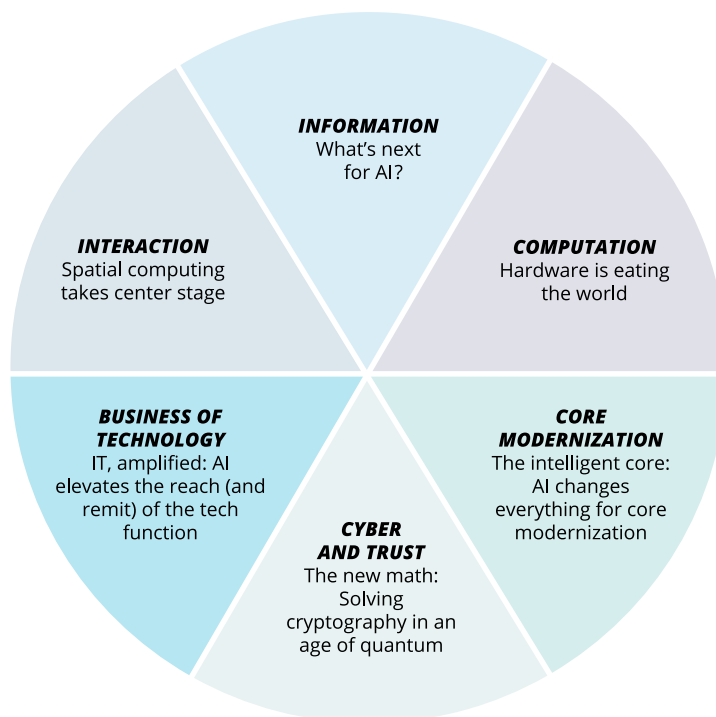 INFORMATION
What’s next
for AI?
INTERACTION
Spatial computing
takes center stage
COMPUTATION
Hardware is eating
the world
BUSINESS OF
TECHNOLOGY
IT, amplified: AI
elevates the reach (and
remit) of the tech
function
CORE
MODERNIZATION
The intelligent core:
AI changes
everything for core
modernization
CYBER
AND TRUST
The new math:
Solving
cryptography in an
age of quantum